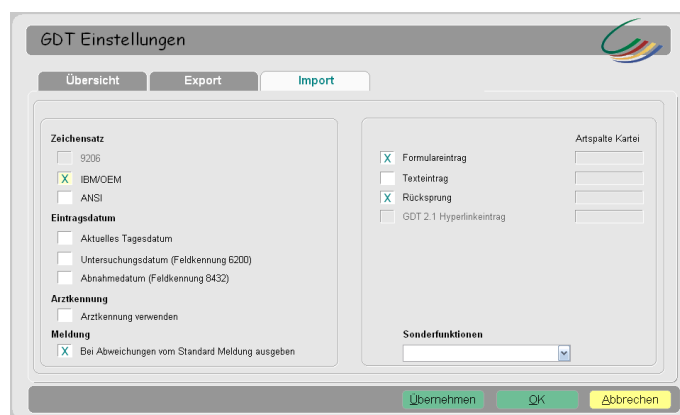 GDT Einstellungen
Übersicht Export Import
Zeichensatz
9206
X IBM/OEM
ANSI
Eintragsdatum
Aktuelles Tagesdatum
Untersuchungsdatum (Feldkennung 6200)
Abnahmedatum (Feldkennung 8432)
Arztkennung
Arztkennung verwenden
Meldung
X Bei Abweichungen vom Standard Meldung ausgeben
Artspalte Kartei
X Formulareintrag
Texteintrag
X Rücksprung
GDT 2.1 Hyperlinkeintrag
Sonderfunktionen
Übernehmen OK Abbrechen